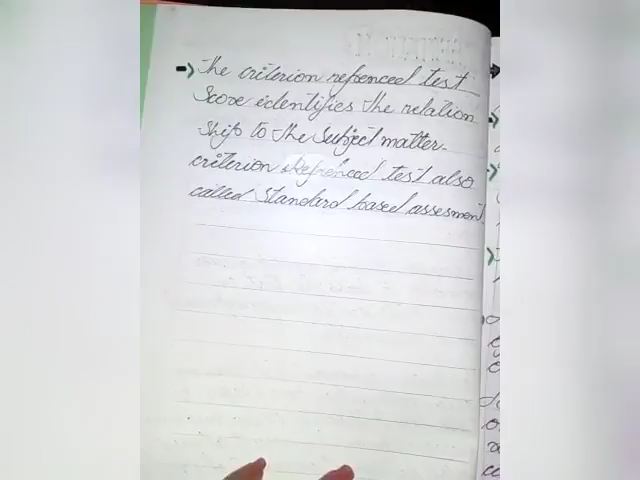 The criterion refrenced test
Score identifies the relation
ship to the Subject matter.
criterion Refrenced test also
called Standard based assesment